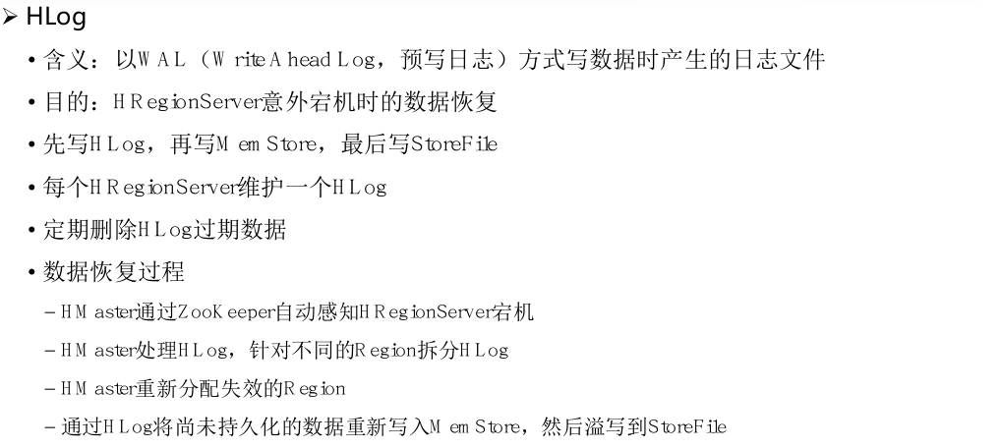 ➢ HLog
• 含义：以WAL（Write Ahead Log，预写日志）方式写数据时产生的日志文件
• 目的：HRegionServer意外宕机时的数据恢复
• 先写HLog，再写MemStore，最后写StoreFile
• 每个HRegionServer维护一个HLog
• 定期删除HLog过期数据
• 数据恢复过程
– HMaster通过ZooKeeper自动感知HRegionServer宕机
– HMaster处理HLog，针对不同的Region拆分HLog
– HMaster重新分配失效的Region
– 通过HLog将尚未持久化的数据重新写入MemStore，然后溢写到StoreFile